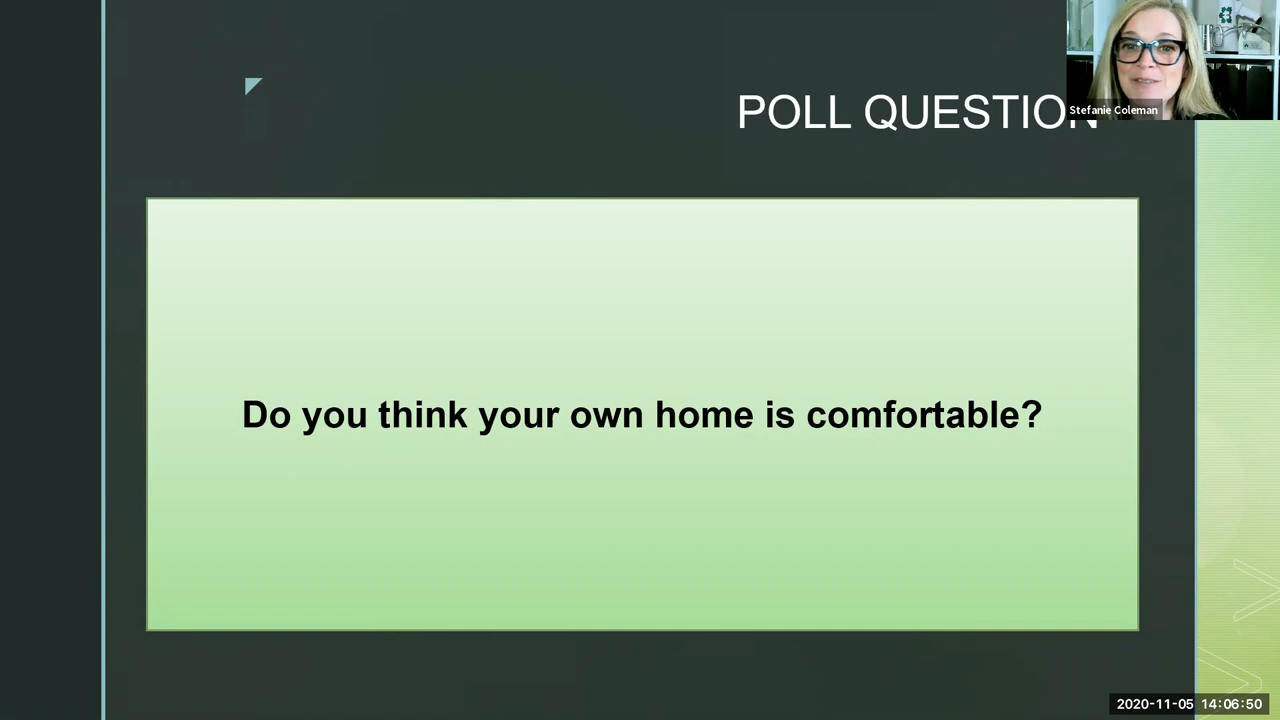 POLL QUESTION
Stefanie Coleman
Do you think your own home is comfortable?
2020-11-05 14:06:50